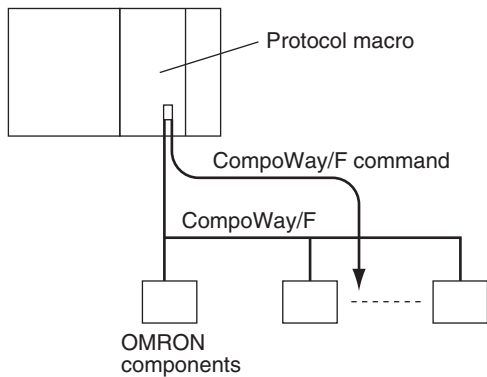 Protocol macro
CompoWay/F command
CompoWay/F
OMRON
components